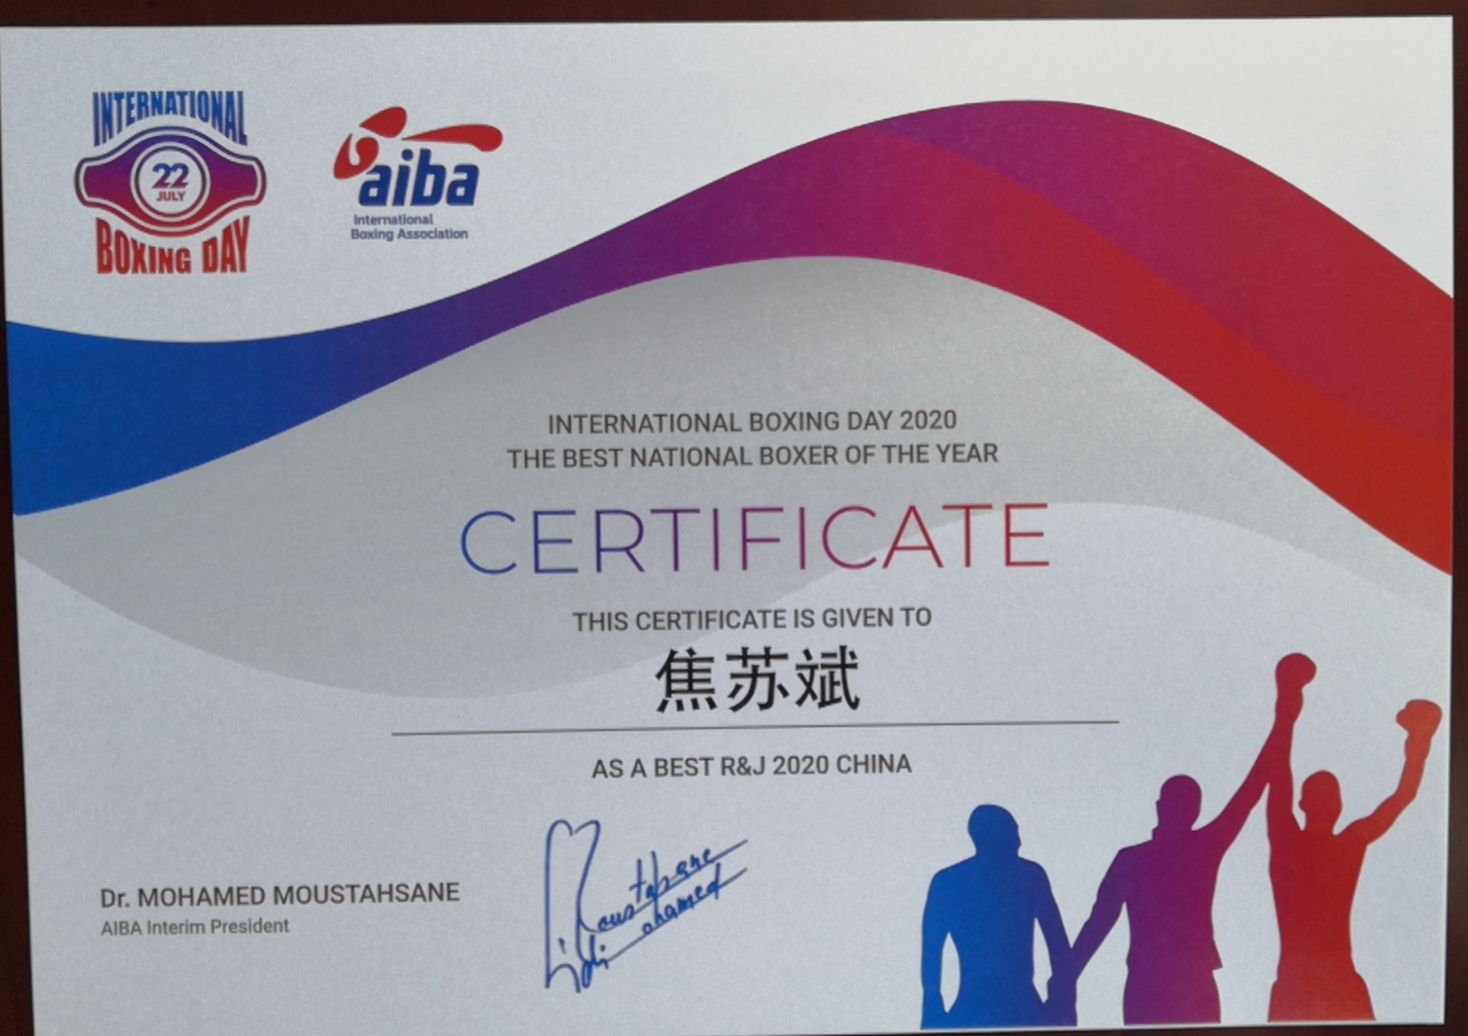 INTERNATIONAL
22
JULY
BOXING DAY
aiba
International
Boxing Association
INTERNATIONAL BOXING DAY 2020
THE BEST NATIONAL BOXER OF THE YEAR
CERTIFICATE
THIS CERTIFICATE IS GIVEN TO
焦苏斌
AS A BEST R&J 2020 CHINA
Dr. MOHAMED MOUSTAHSANE
AIBA Interim President